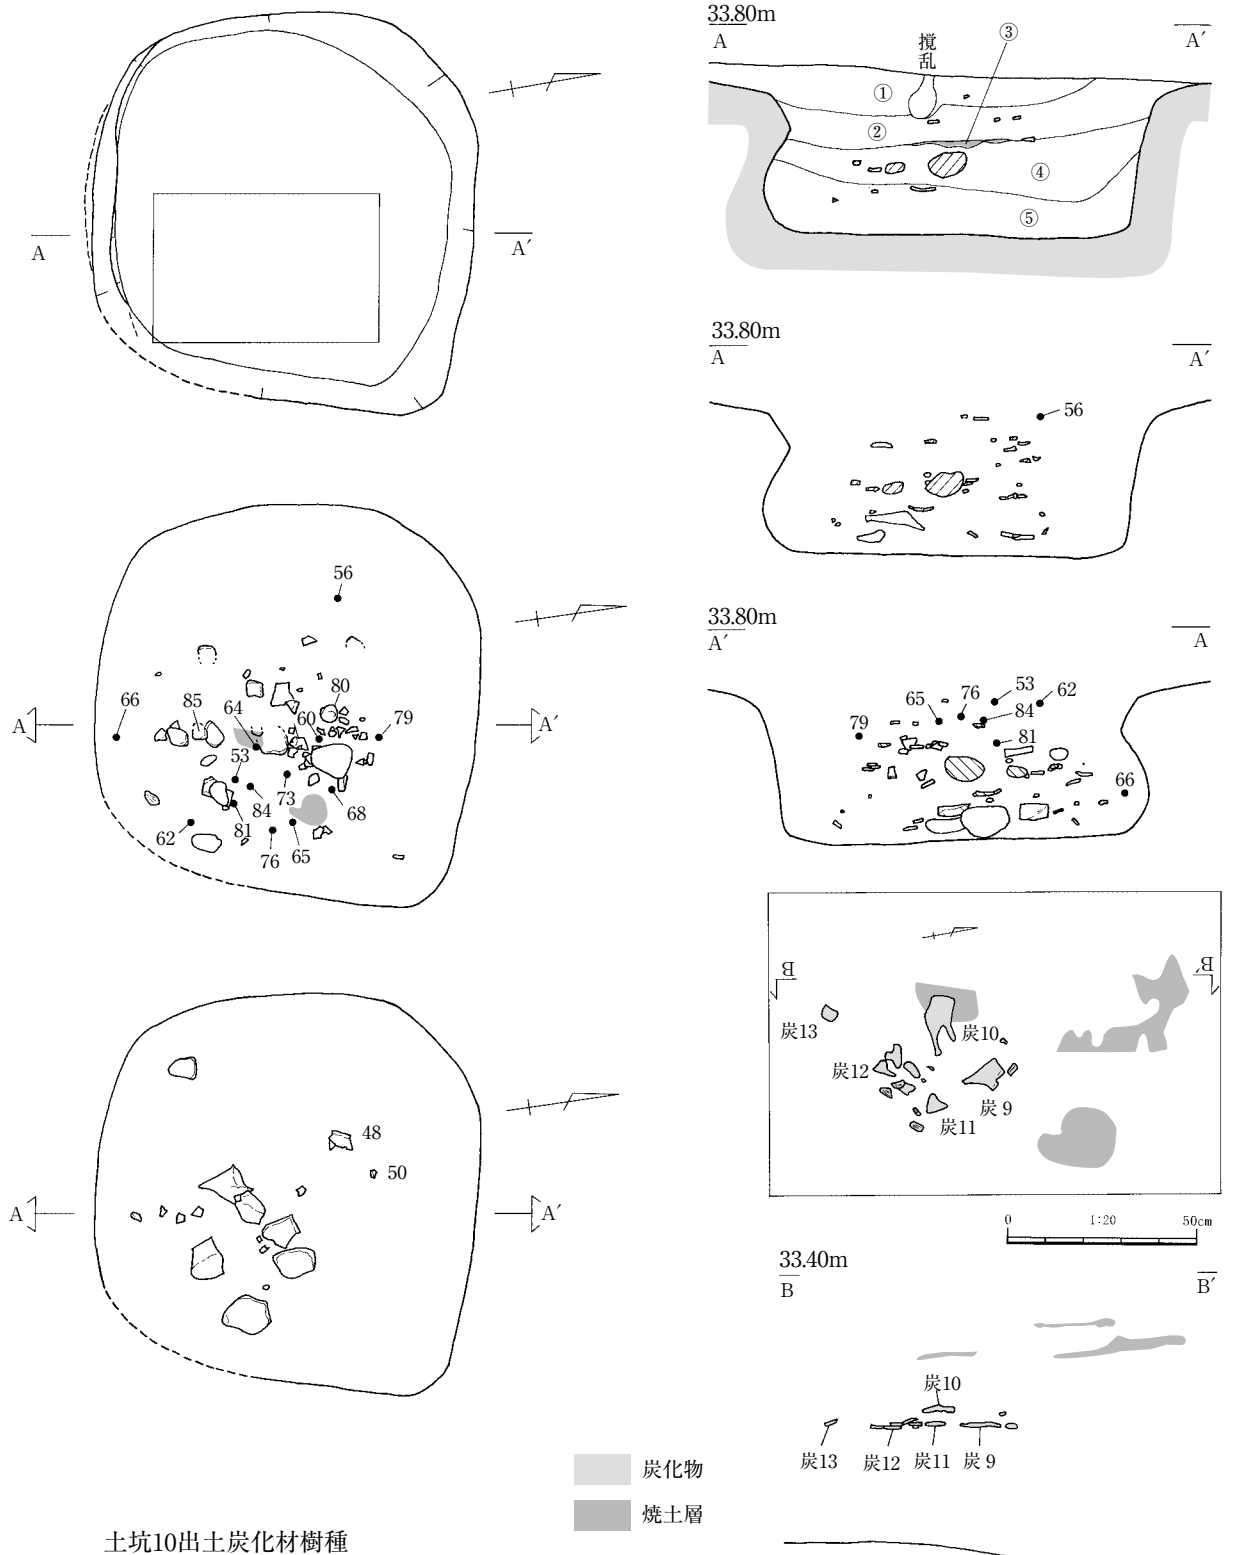 A
A′
56
66
85
64
80
60
79
53
73
68
84
81
62
76
65
A
A′
48
50
A
A′
33.80m
A
A′
撹乱
①
②
③
④
⑤
33.80m
A
A′
56
33.80m
A′
A
53
62
76
65
84
79
81
66
B
B′
炭13
炭10
炭12
炭9
炭11
0 1:20 50cm
33.40m
B
B′
炭10
炭13
炭12
炭11
炭9
炭化物
焼土層
土坑10出土炭化材樹種